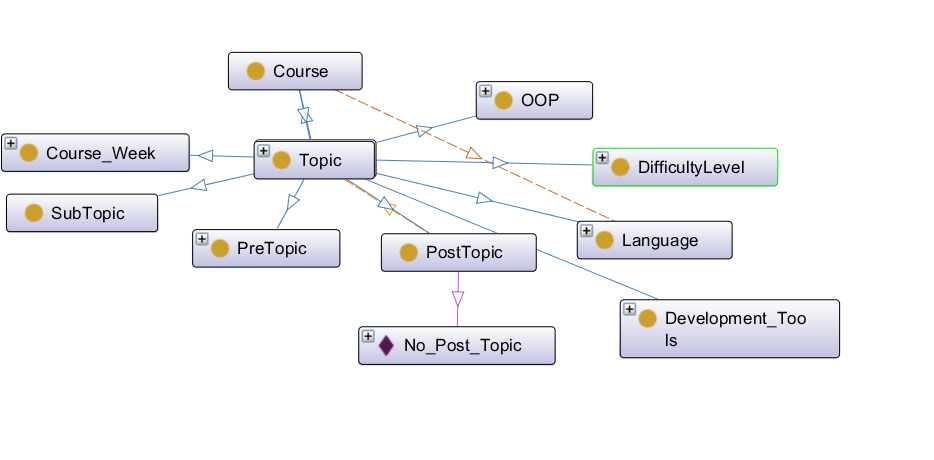 Course
OOP
Course_Week
Topic
DifficultyLevel
SubTopic
PreTopic
PostTopic
Language
Development_Too
ls
No_Post_Topic